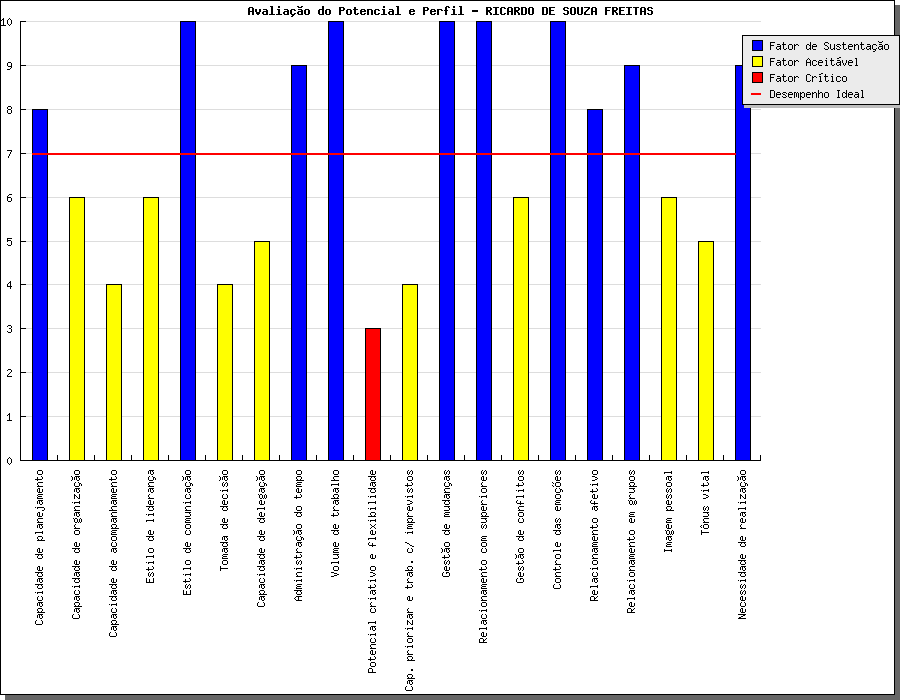 Avaliação do Potencial e Perfil - RICARDO DE SOUZA FREITAS
Fator de Sustentação
Fator Aceitável
Fator Crítico
Desempenho Ideal
10
9
8
7
6
5
4
3
2
1
0
Capacidade de planejamento
Capacidade de organização
Capacidade de acompanhamento
Estilo de liderança
Estilo de comunicação
Tomada de decisão
Capacidade de delegação
Administração do tempo
Volume de trabalho
Potencial criativo e flexibilidade
Cap. priorizar e trab. c/ imprevistos
Gestão de mudanças
Relacionamento com superiores
Gestão de conflitos
Controle das emoções
Relacionamento afetivo
Relacionamento em grupos
Imagem pessoal
Tônus vital
Necessidade de realização